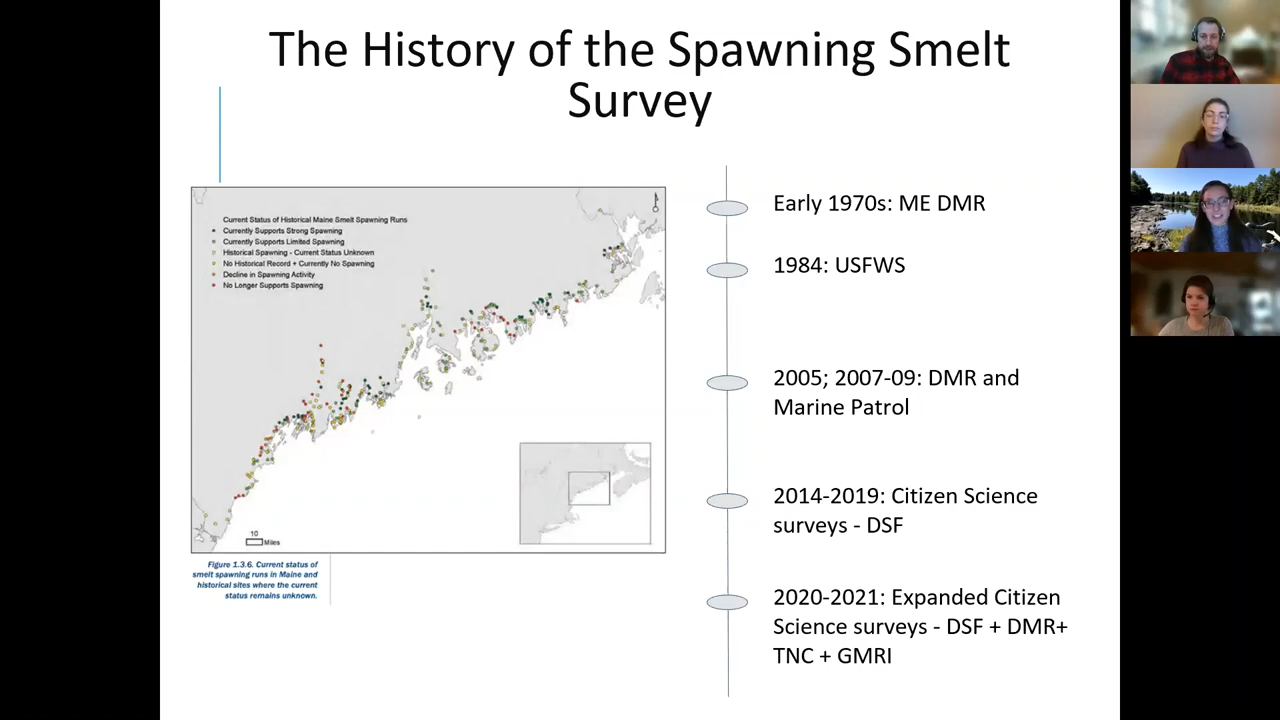 The History of the Spawning Smelt
Survey
Current Status of Historical Maine Smelt Spawning Runs
Currently Supports Strong Spawning
Currently Supports Limited Spawning
Historical Spawning - Current Status Unknown
No Historical Record + Currently No Spawning
Decline in Spawning Activity
No Longer Supports Spawning
10
Miles
Figure 1.3.6. Current status of
smelt spawning runs in Maine and
historical sites where the current
status remains unknown.
Early 1970s: ME DMR
1984: USFWS
2005; 2007-09: DMR and
Marine Patrol
2014-2019: Citizen Science
surveys - DSF
2020-2021: Expanded Citizen
Science surveys - DSF + DMR+
TNC + GMRI